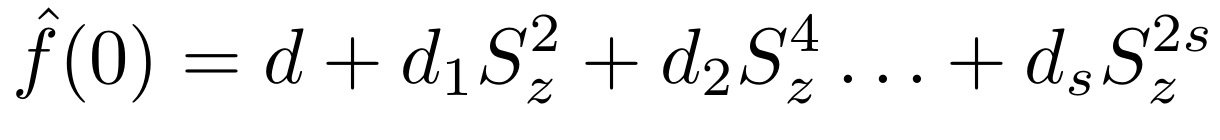 \hat{f}(0) = d + d_1 S_z^2 + d_2 S_z^4 \ldots + d_s S_z^{2s}